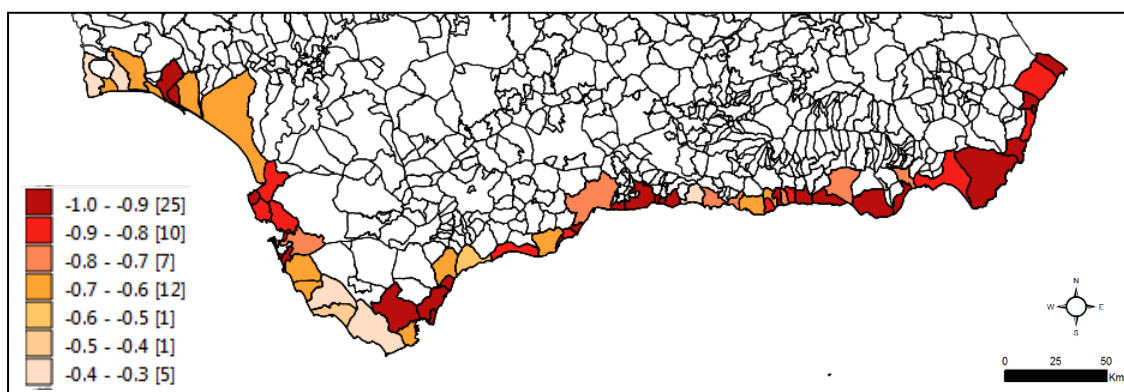 -1.0 - -0.9 [25]
-0.9 - -0.8 [10]
-0.8 - -0.7 [7]
-0.7 - -0.6 [12]
-0.6 - -0.5 [1]
-0.5 - -0.4 [1]
-0.4 - -0.3 [5]
N
W E
S
0 25 50
Km